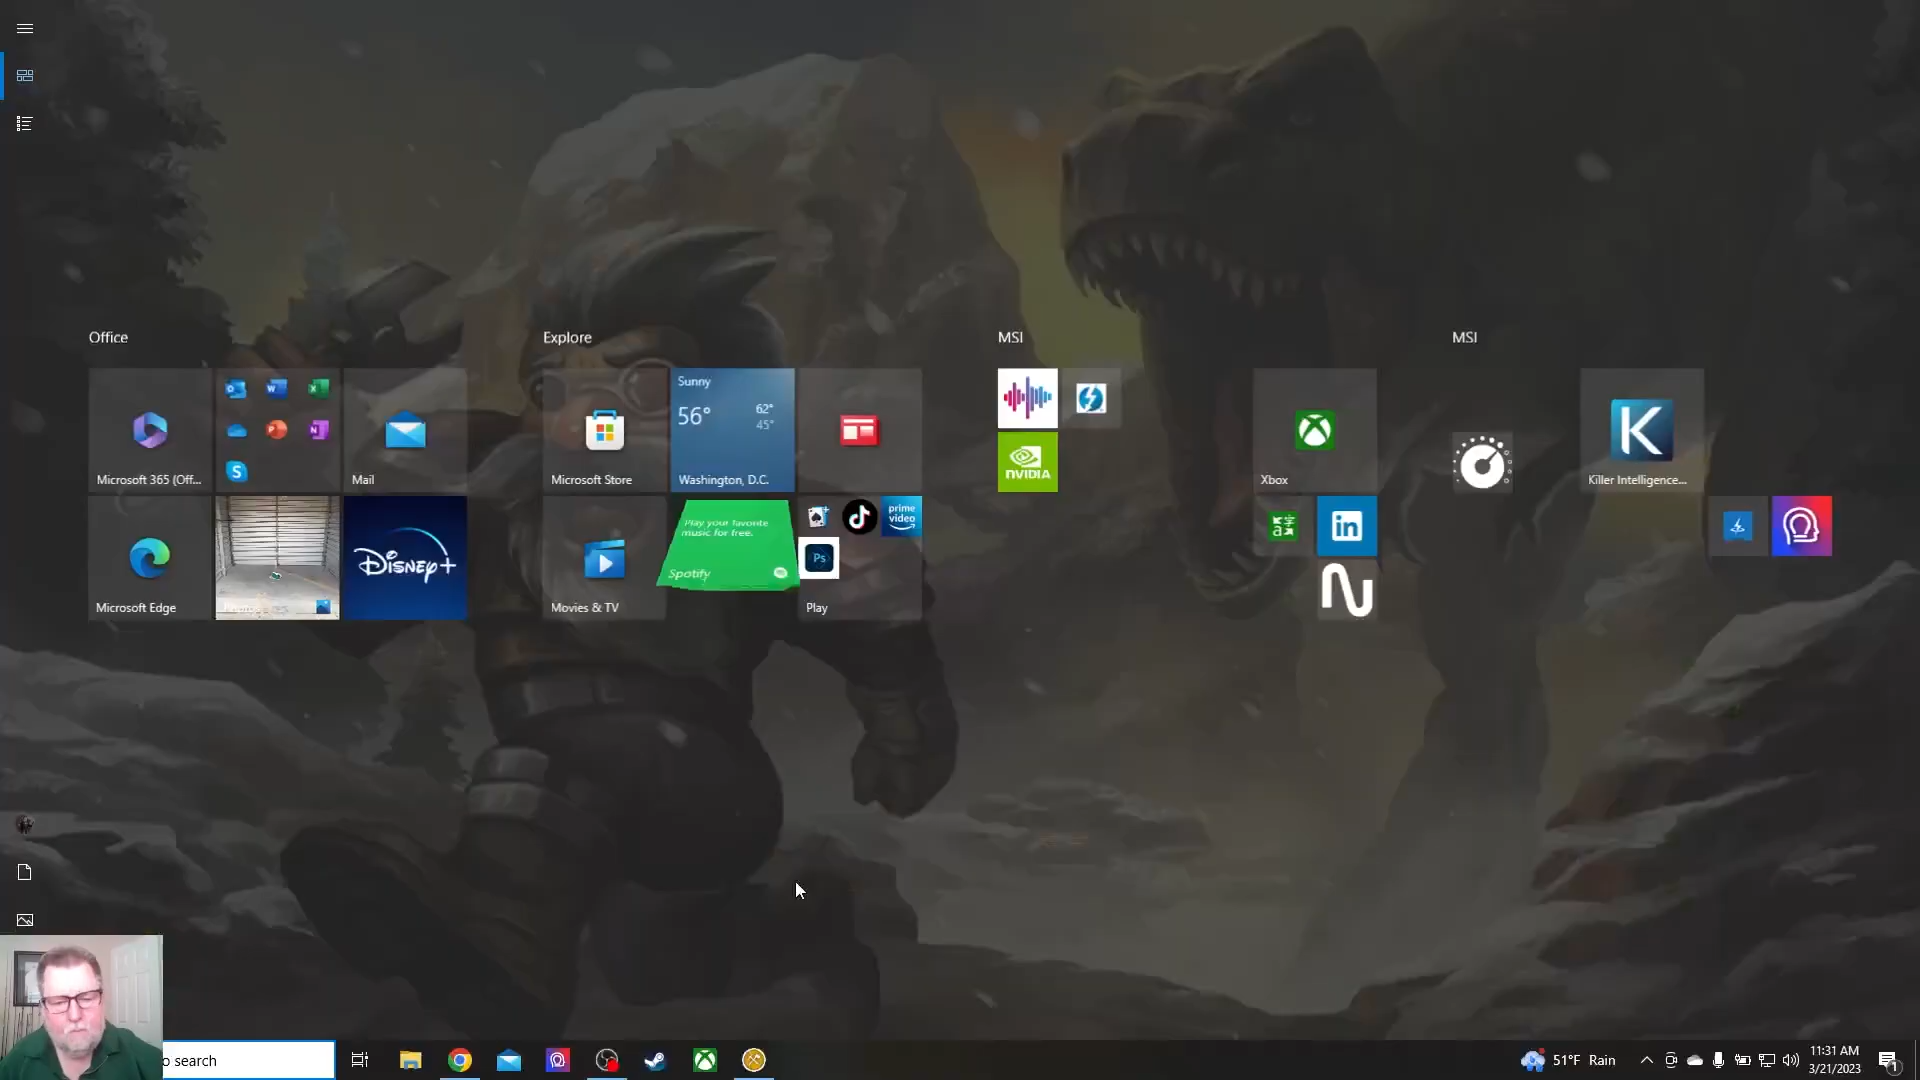 Office
Explore
MSI
MSI
Microsoft 365 (Off...
Mail
Microsoft Store
Sunny
56°
62°
45°
Washington, D.C.
NVIDIA
Xbox
K
Killer Intelligence...
Microsoft Edge
Disney+
Movies & TV
Play your favorite
music for free.
Spotify
prime
video
Ps
Play
in
o search
51°F Rain
11:31 AM
3/21/2023
1